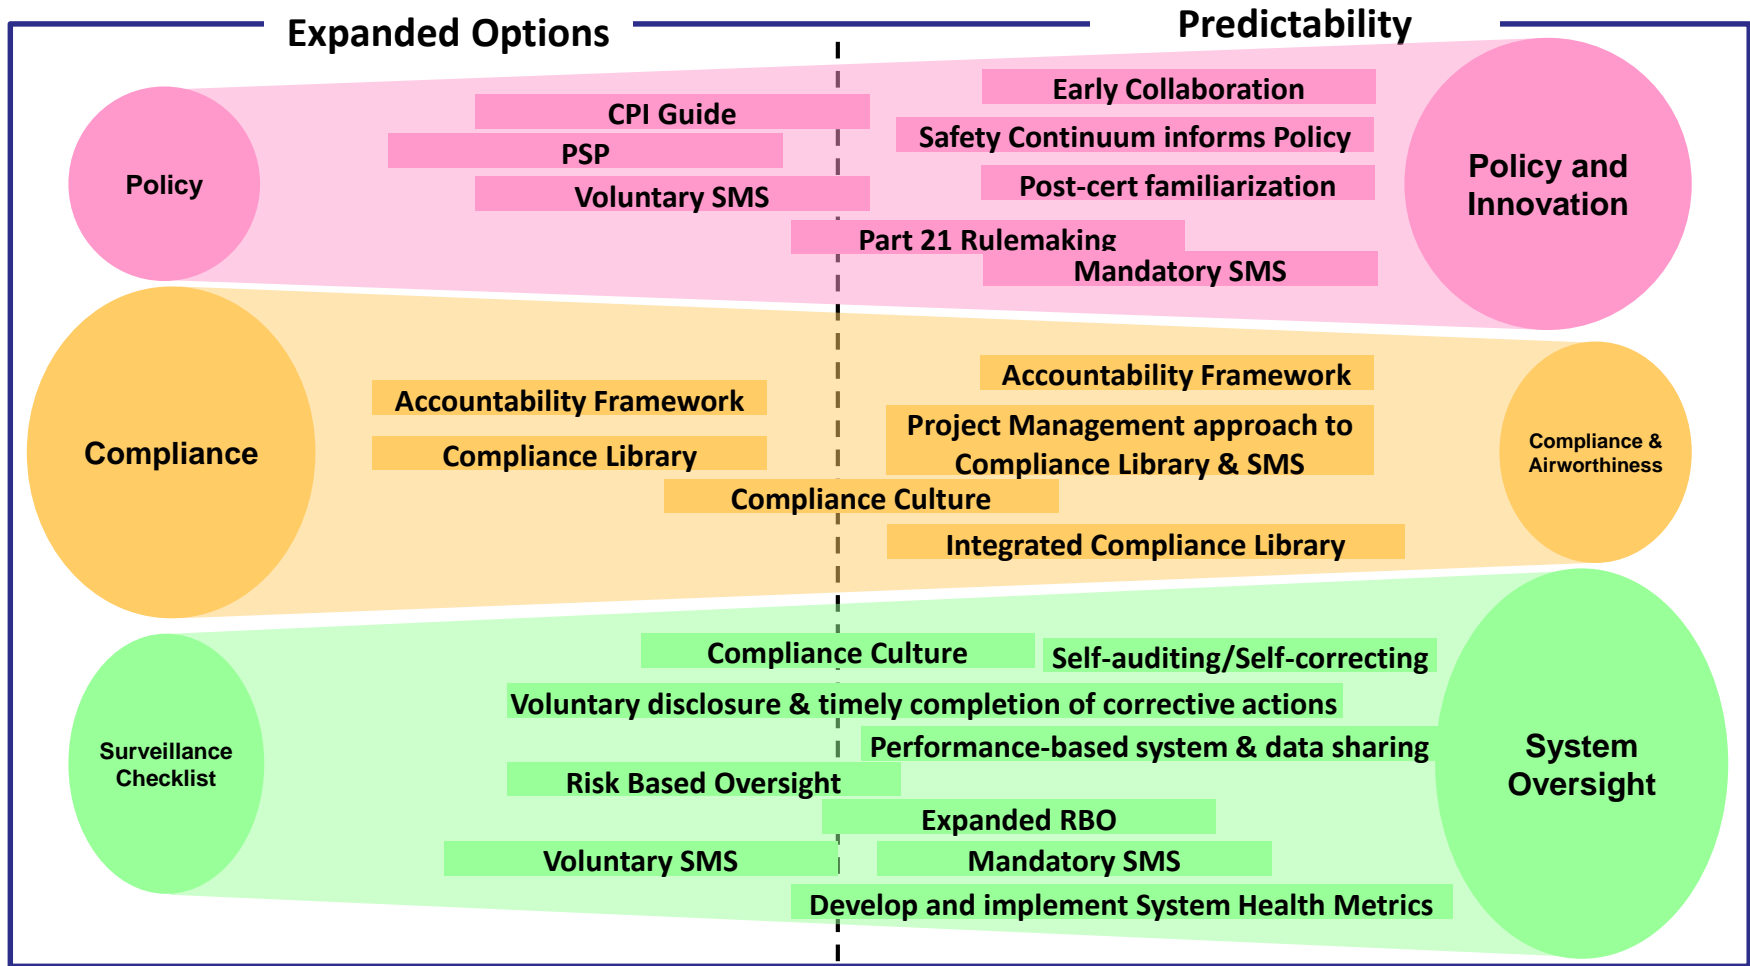 Expanded Options
Predictability
Policy
CPI Guide
PSP
Voluntary SMS
Early Collaboration
Safety Continuum informs Policy
Post-cert familiarization
Part 21 Rulemaking
Mandatory SMS
Policy and
Innovation
Compliance
Accountability Framework
Compliance Library
Compliance Culture
Accountability Framework
Project Management approach to
Compliance Library & SMS
Integrated Compliance Library
Compliance &
Airworthiness
Surveillance
Checklist
Compliance Culture
Self-auditing/Self-correcting
Voluntary disclosure & timely completion of corrective actions
Performance-based system & data sharing
Risk Based Oversight
Expanded RBO
Voluntary SMS
Mandatory SMS
Develop and implement System Health Metrics
System
Oversight